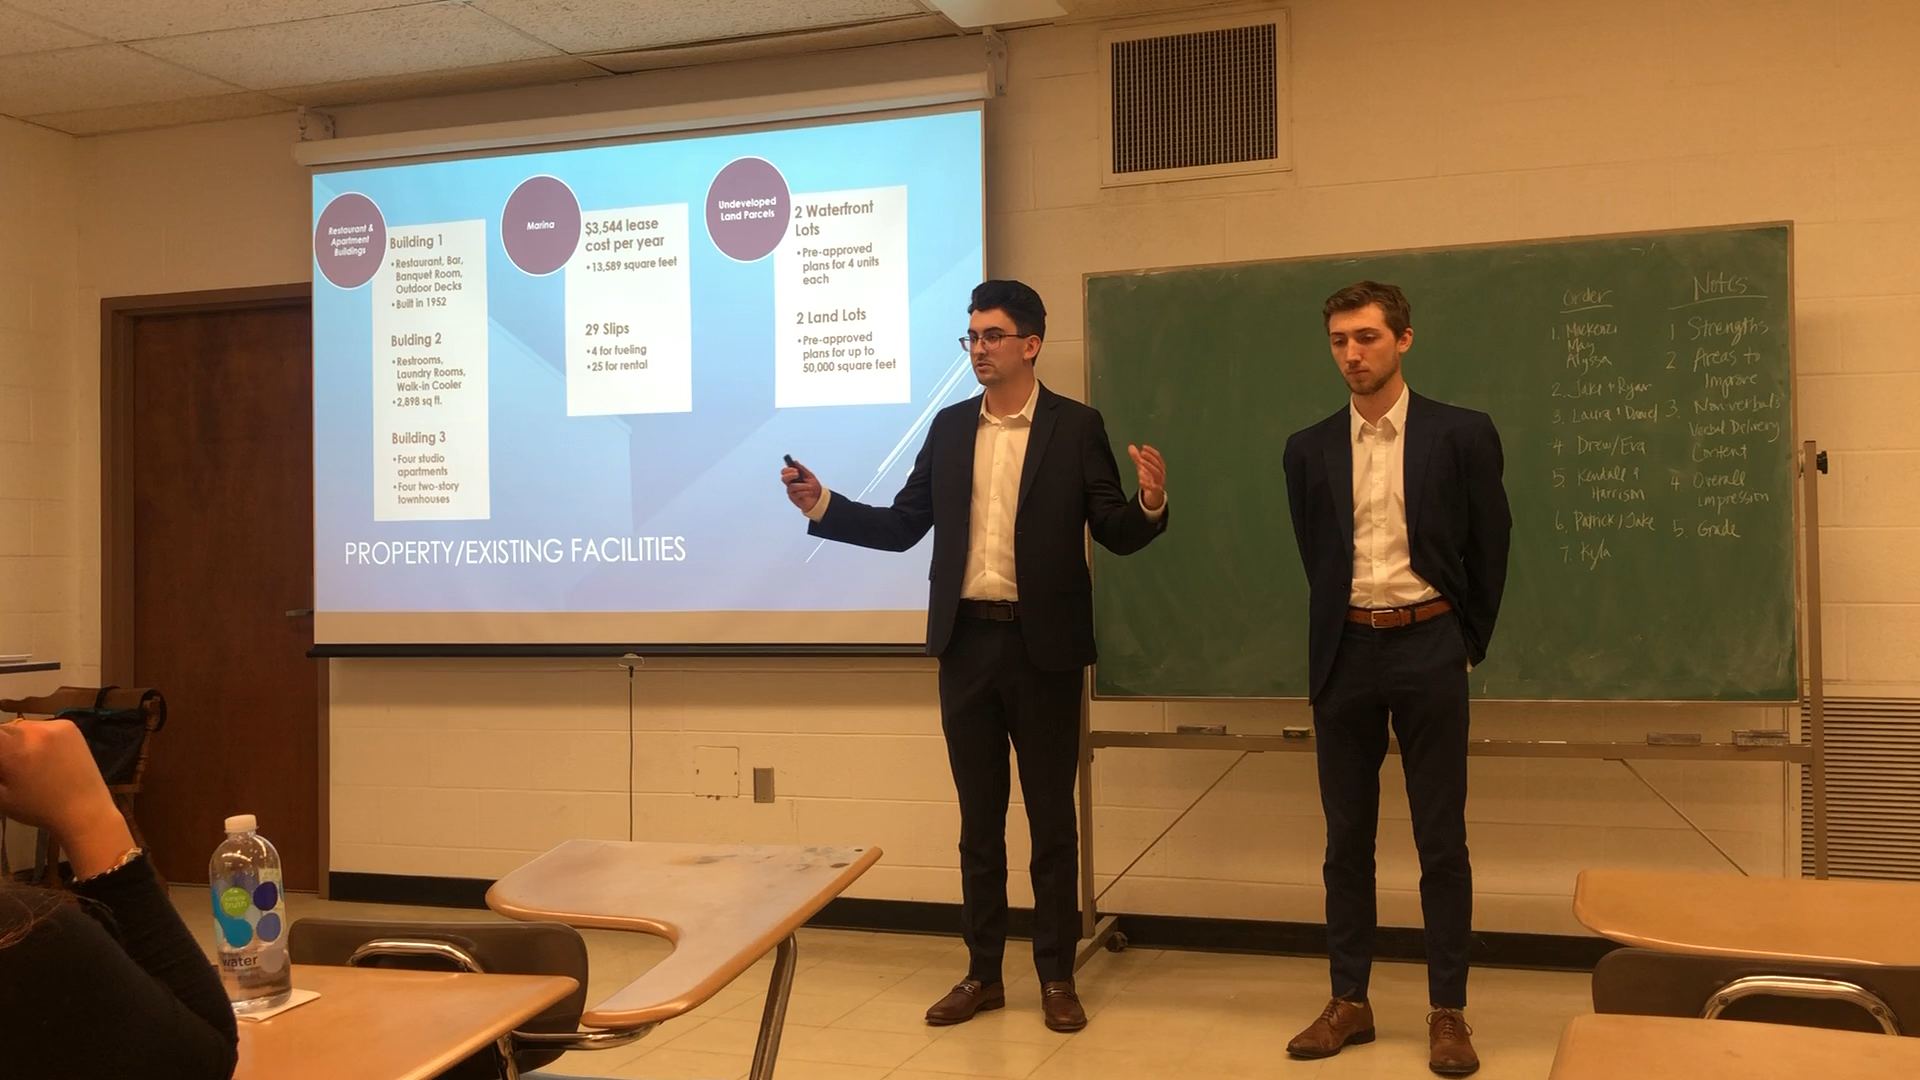 Restaurant &
Apartment
Buildings
Building 1
•Restaurant, Bar,
Banquet Room,
Outdoor Decks
•Built in 1952
Bulding 2
•Restrooms,
Laundry Rooms,
Walk-in Cooler
•2,898 sq ft.
Building 3
•Four studio
apartments
•Four two-story
townhouses
Marina
$3,544 lease
cost per year
•13,589 square feet
29 Slips
•4 for fueling
•25 for rental
Undeveloped
Land Parcels
2 Waterfront
Lots
•Pre-approved
plans for 4 units
each
2 Land Lots
•Pre-approved
plans for up to
50,000 square feet
PROPERTY/EXISTING FACILITIES
Order
1. Mackenzi
May
Alyssa
2. Jake + Ryan
3. Laura + Daniel
4 Drew/Eva
5. Kendall +
Harrison
6. Patrick/Jake
7. Kyla
Notes
1 Strengths
2 Areas to
Improve
3. Nonverbals
Verbal Delivery
Content
4. Overall
impression
5. Grade
simple
truth
water